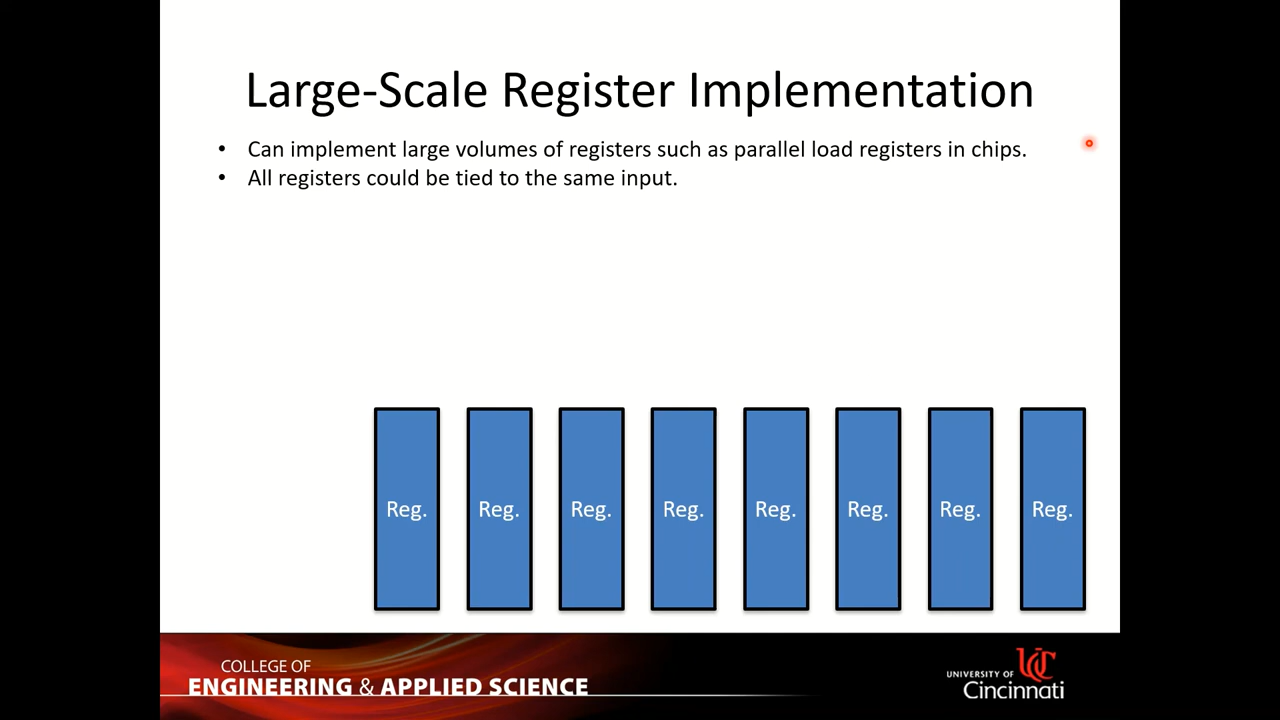 Large-Scale Register Implementation
• Can implement large volumes of registers such as parallel load registers in chips.
• All registers could be tied to the same input.
Reg. Reg. Reg. Reg. Reg. Reg. Reg. Reg.
COLLEGE OF
ENGINEERING & APPLIED SCIENCE
UC
UNIVERSITY OF
Cincinnati